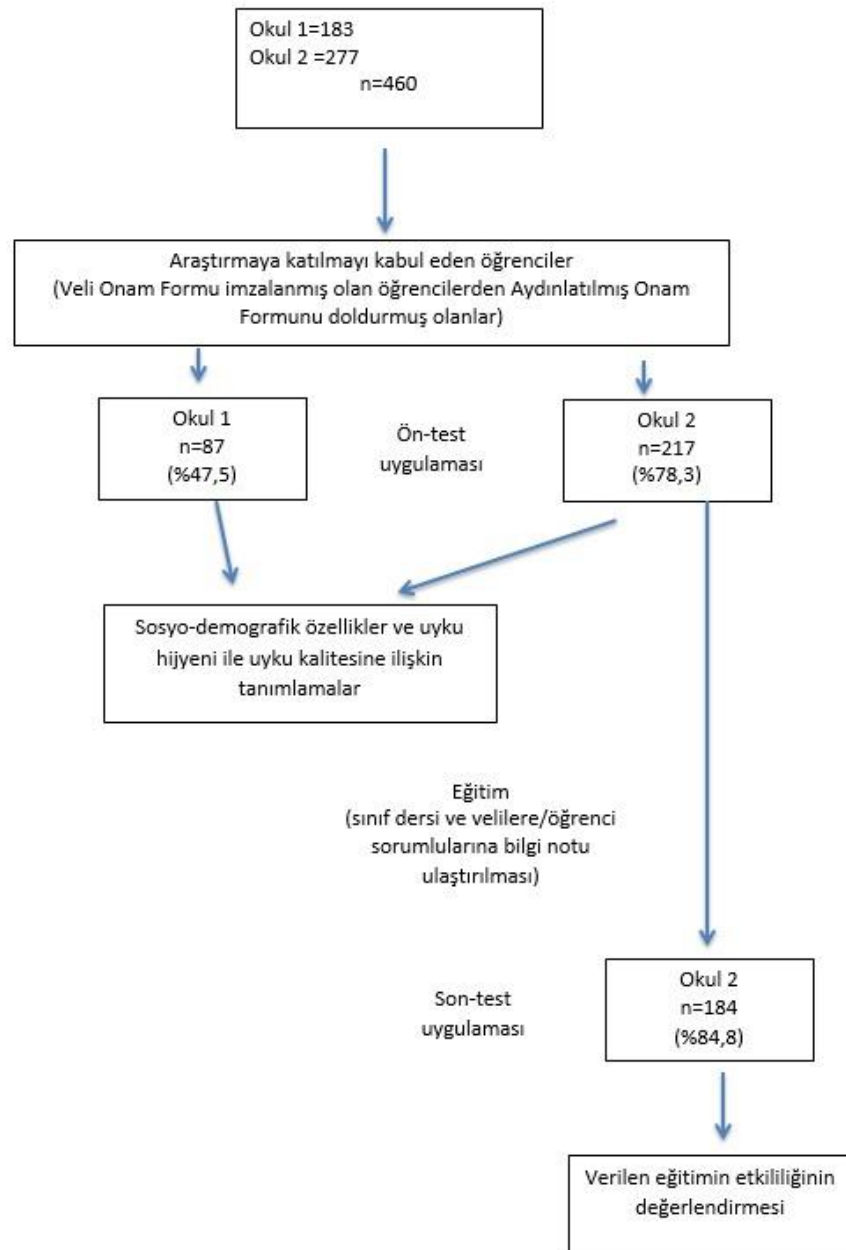 Okul 1=183
Okul 2 =277
n=460
Araştırmaya katılmayı kabul eden öğrenciler
(Veli Onam Formu imzalanmış olan öğrencilerden Aydınlatılmış Onam
Formunu doldurmuş olanlar)
Okul 1
n=87
(%47,5)
Ön-test
uygulaması
Okul 2
n=217
(%78,3)
Sosyo-demografik özellikler ve uyku
hijyeni ile uyku kalitesine ilişkin
tanımlamalar
Eğitim
(sınıf dersi ve velilere/öğrenci
sorumlularına bilgi notu
ulaştırılması)
Son-test
uygulaması
Okul 2
n=184
(%84,8)
Verilen eğitimin etkililiğinin
değerlendirmesi